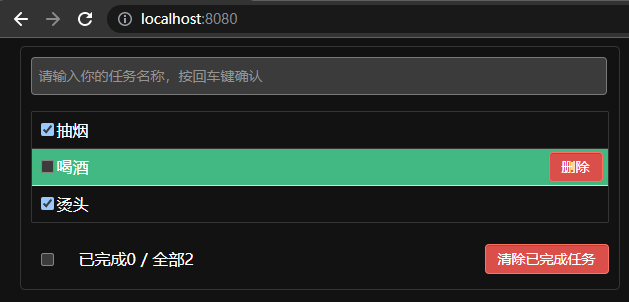 localhost:8080
请输入你的任务名称，按回车键确认
抽烟
喝酒 删除
烫头
已完成0 / 全部2 清除已完成任务